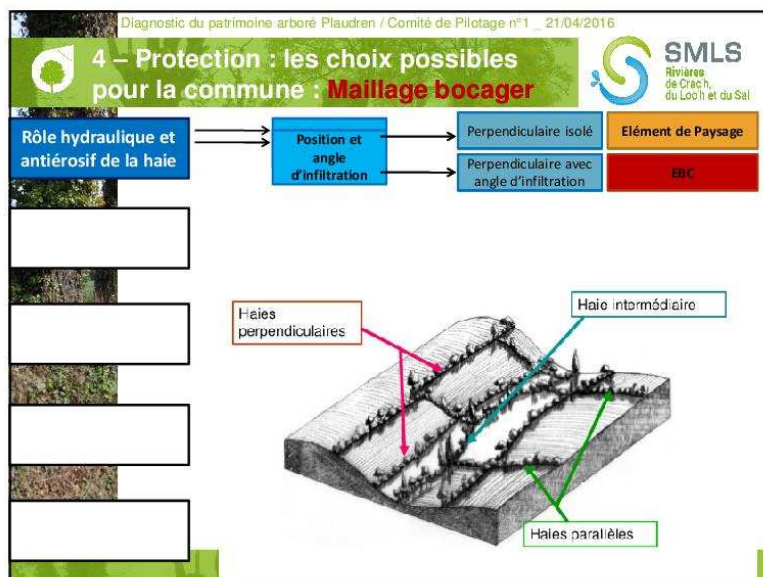 Diagnostic du patrimoine arboré Plaudren / Comité de Pilotage n°1 _ 21/04/2016
4 – Protection : les choix possibles
pour la commune : Maillage bocager
SMLS
Rivières
de Crac'h,
du Loc'h et du Sal
Rôle hydraulique et
antiérosif de la haie
Position et
angle
d'infiltration
Perpendiculaire isolé
Elément de Paysage
Perpendiculaire avec
angle d'infiltration
EBC
Haies
perpendiculaires
Haie intermédiaire
Haies parallèles